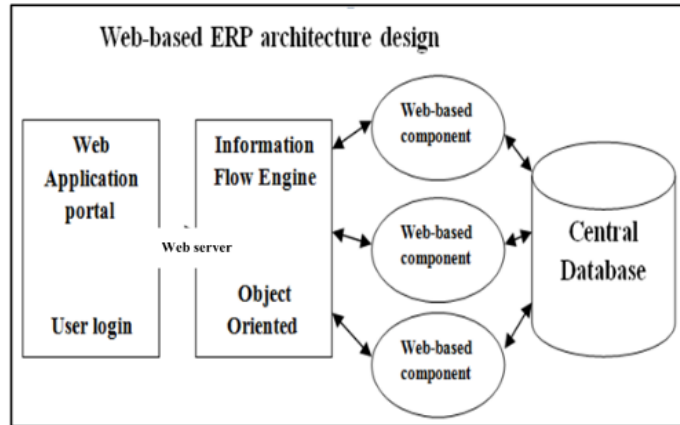 Web-based ERP architecture design
Web
Application
portal
User login
Web server
Information
Flow Engine
Object
Oriented
Web-based
component
Web-based
component
Web-based
component
Central
Database